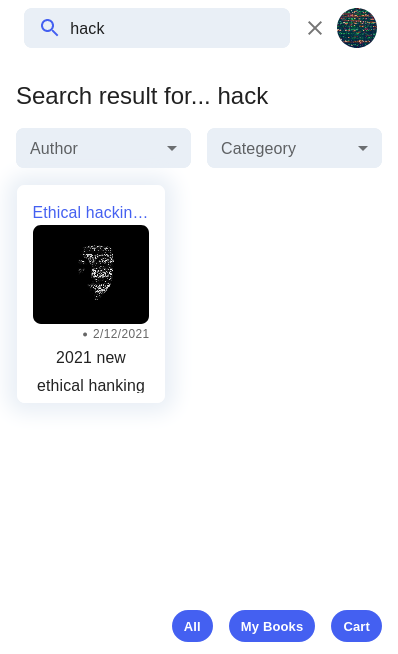 hack
Search result for... hack
Author
Categeory
Ethical hackin...
• 2/12/2021
2021 new
ethical hanking
All
My Books
Cart